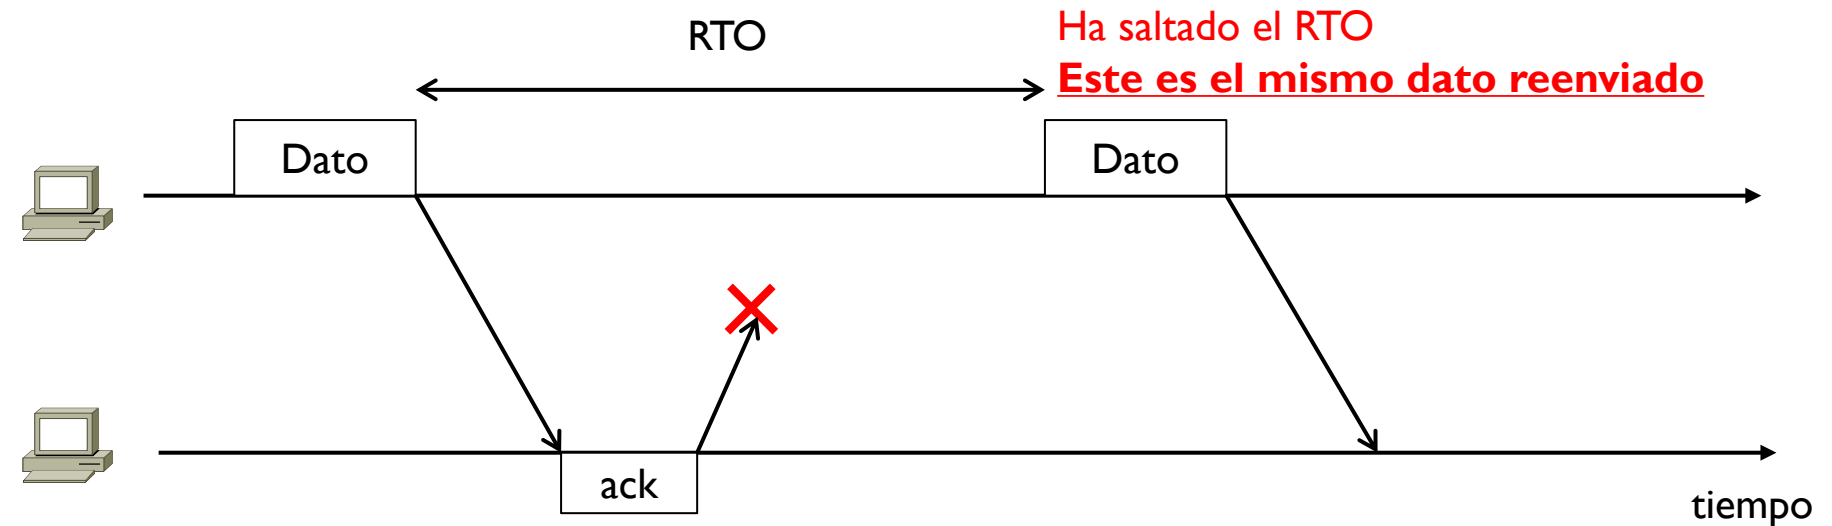 RTO
Ha saltado el RTO
Este es el mismo dato reenviado
Dato
Dato
ack
tiempo